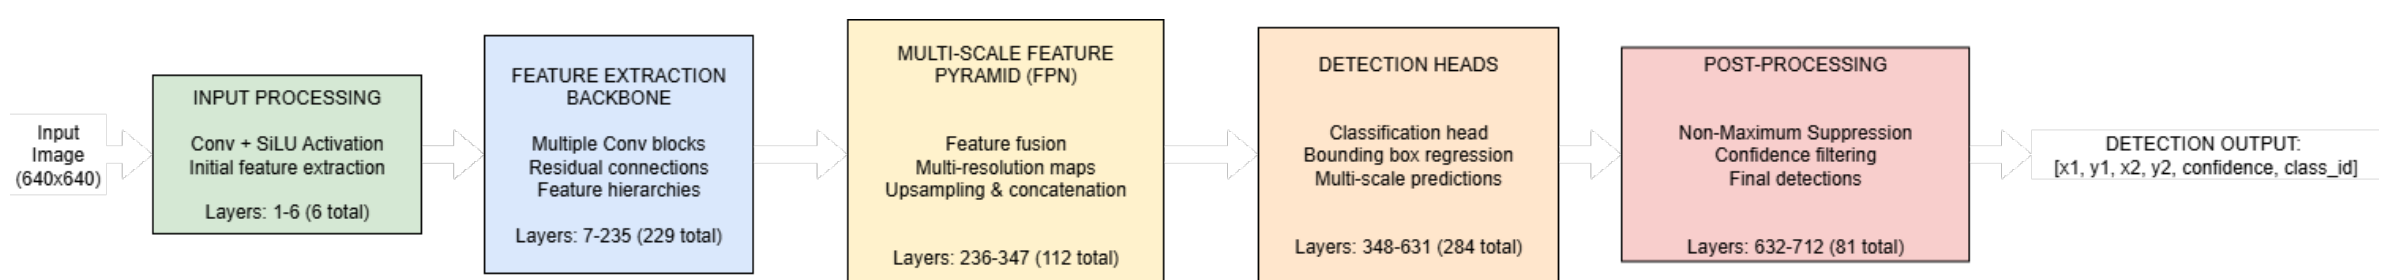 Input
Image
(640x640)
INPUT PROCESSING
Conv + SiLU Activation
Initial feature extraction
Layers: 1-6 (6 total)
FEATURE EXTRACTION
BACKBONE
Multiple Conv blocks
Residual connections
Feature hierarchies
Layers: 7-235 (229 total)
MULTI-SCALE FEATURE
PYRAMID (FPN)
Feature fusion
Multi-resolution maps
Upsampling & concatenation
Layers: 236-347 (112 total)
DETECTION HEADS
Classification head
Bounding box regression
Multi-scale predictions
Layers: 348-631 (284 total)
POST-PROCESSING
Non-Maximum Suppression
Confidence filtering
Final detections
Layers: 632-712 (81 total)
DETECTION OUTPUT:
[x1, y1, x2, y2, confidence, class_id]